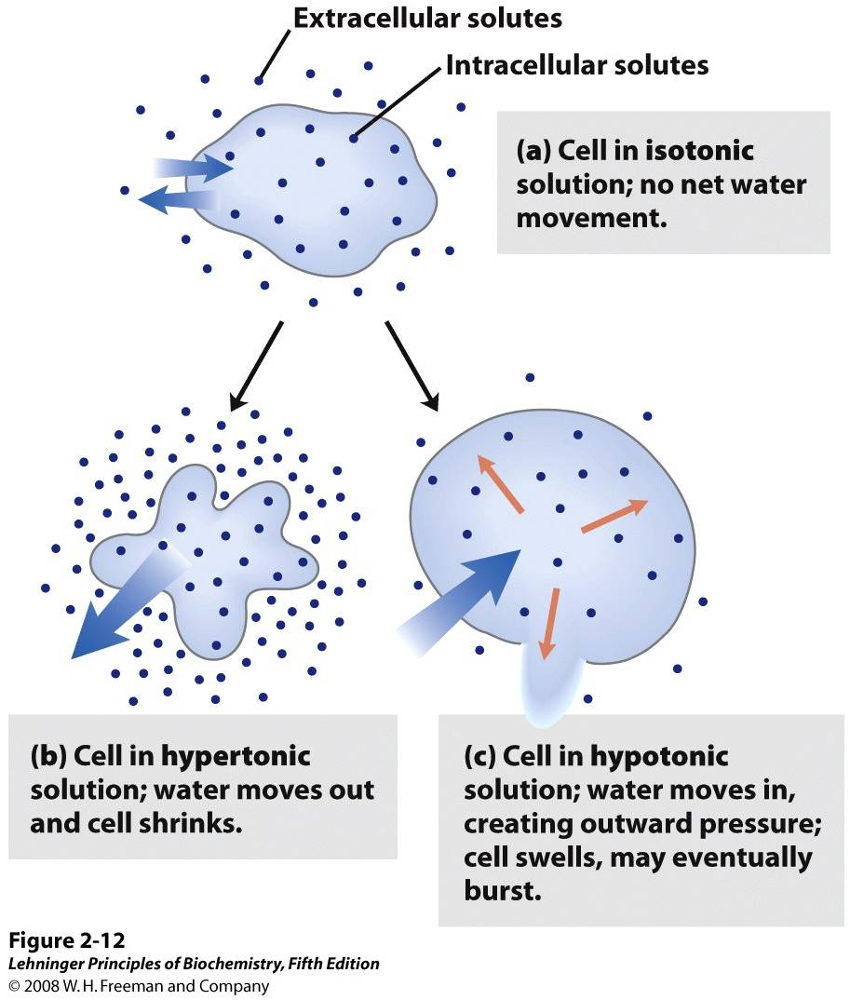 Extracellular solutes
Intracellular solutes
(a) Cell in isotonic
solution; no net water
movement.
(b) Cell in hypertonic
solution; water moves out
and cell shrinks.
(c) Cell in hypotonic
solution; water moves in,
creating outward pressure;
cell swells, may eventually
burst.
Figure 2-12
Lehninger Principles of Biochemistry, Fifth Edition
© 2008 W. H. Freeman and Company